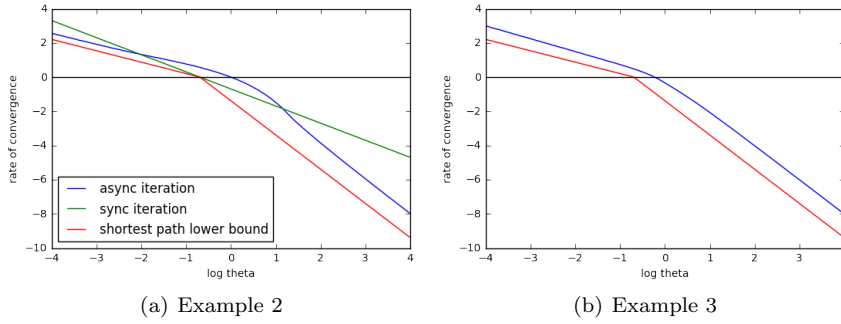 4
2
0
−2
−4
−6
−8
−10
rate of convergence
−4 −3 −2 −1 0 1 2 3 4
log theta
async iteration
sync iteration
shortest path lower bound
(a) Example 2
4
2
0
−2
−4
−6
−8
−10
rate of convergence
−4 −3 −2 −1 0 1 2 3
log theta
(b) Example 3